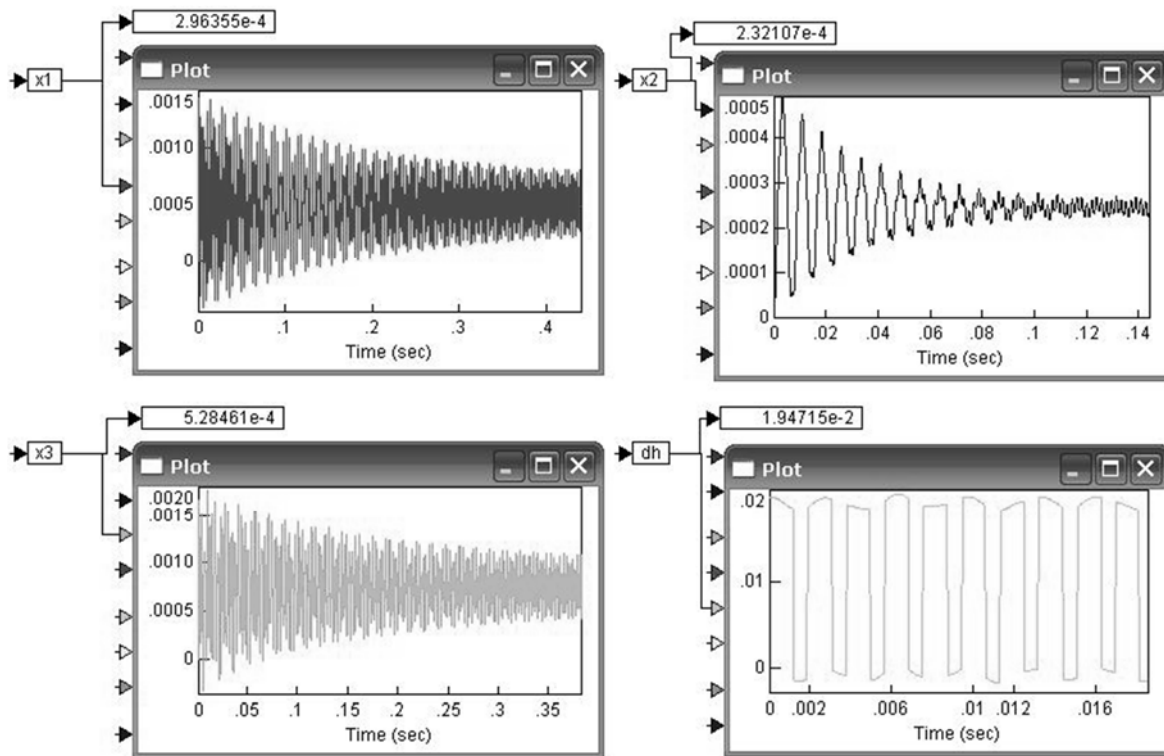 2.96355e-4
x1
Plot
.0015
.0010
.0005
0
0 .1 .2 .3 .4
Time (sec)
2.32107e-4
x2
Plot
.0005
.0004
.0003
.0002
.0001
0
0 .02 .04 .06 .08 .1 .12 .14
Time (sec)
5.28461e-4
x3
Plot
.0020
.0015
.0010
.0005
0
0 .05 .1 .15 .2 .25 .3 .35
Time (sec)
1.94715e-2
dh
Plot
.02
.01
0
0 .002 .006 .01 .012 .016
Time (sec)